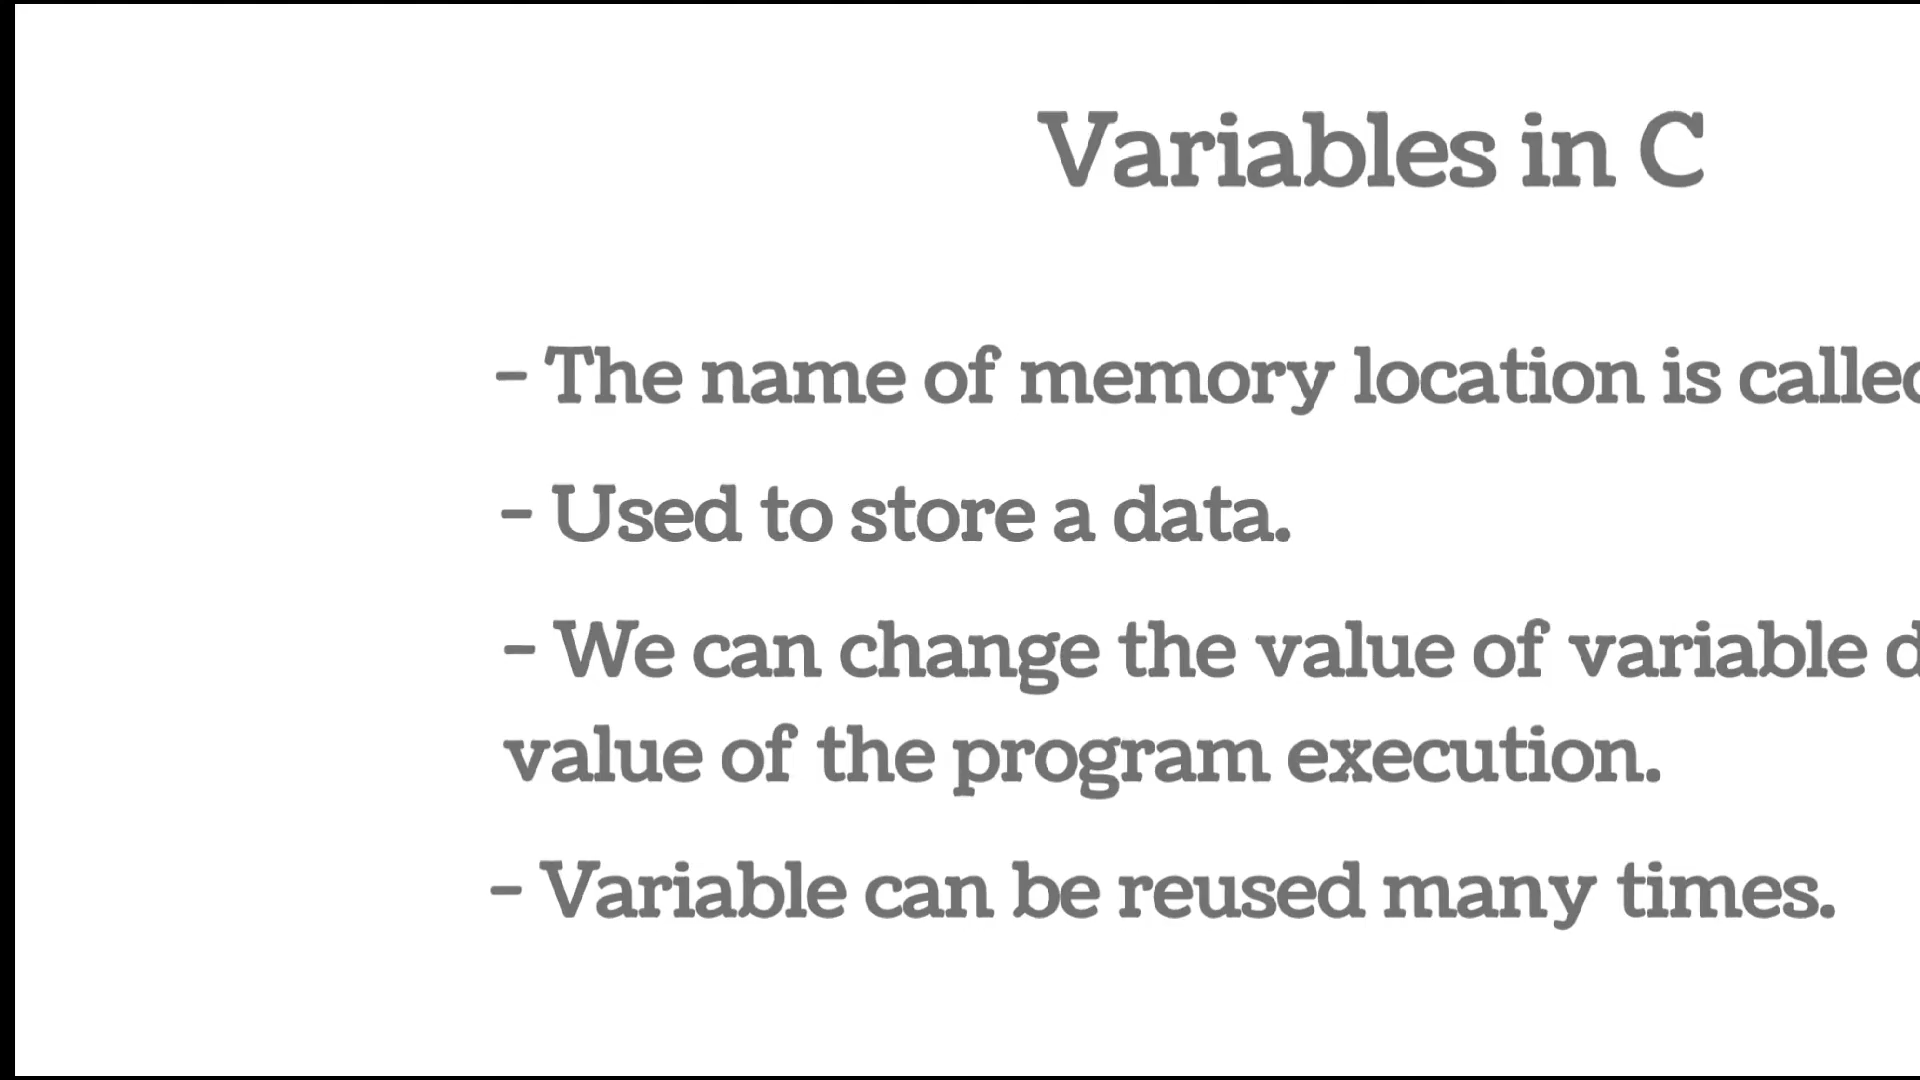 Variables in C
- The name of memory location is called
- Used to store a data.
- We can change the value of variable
value of the program execution.
- Variable can be reused many times.